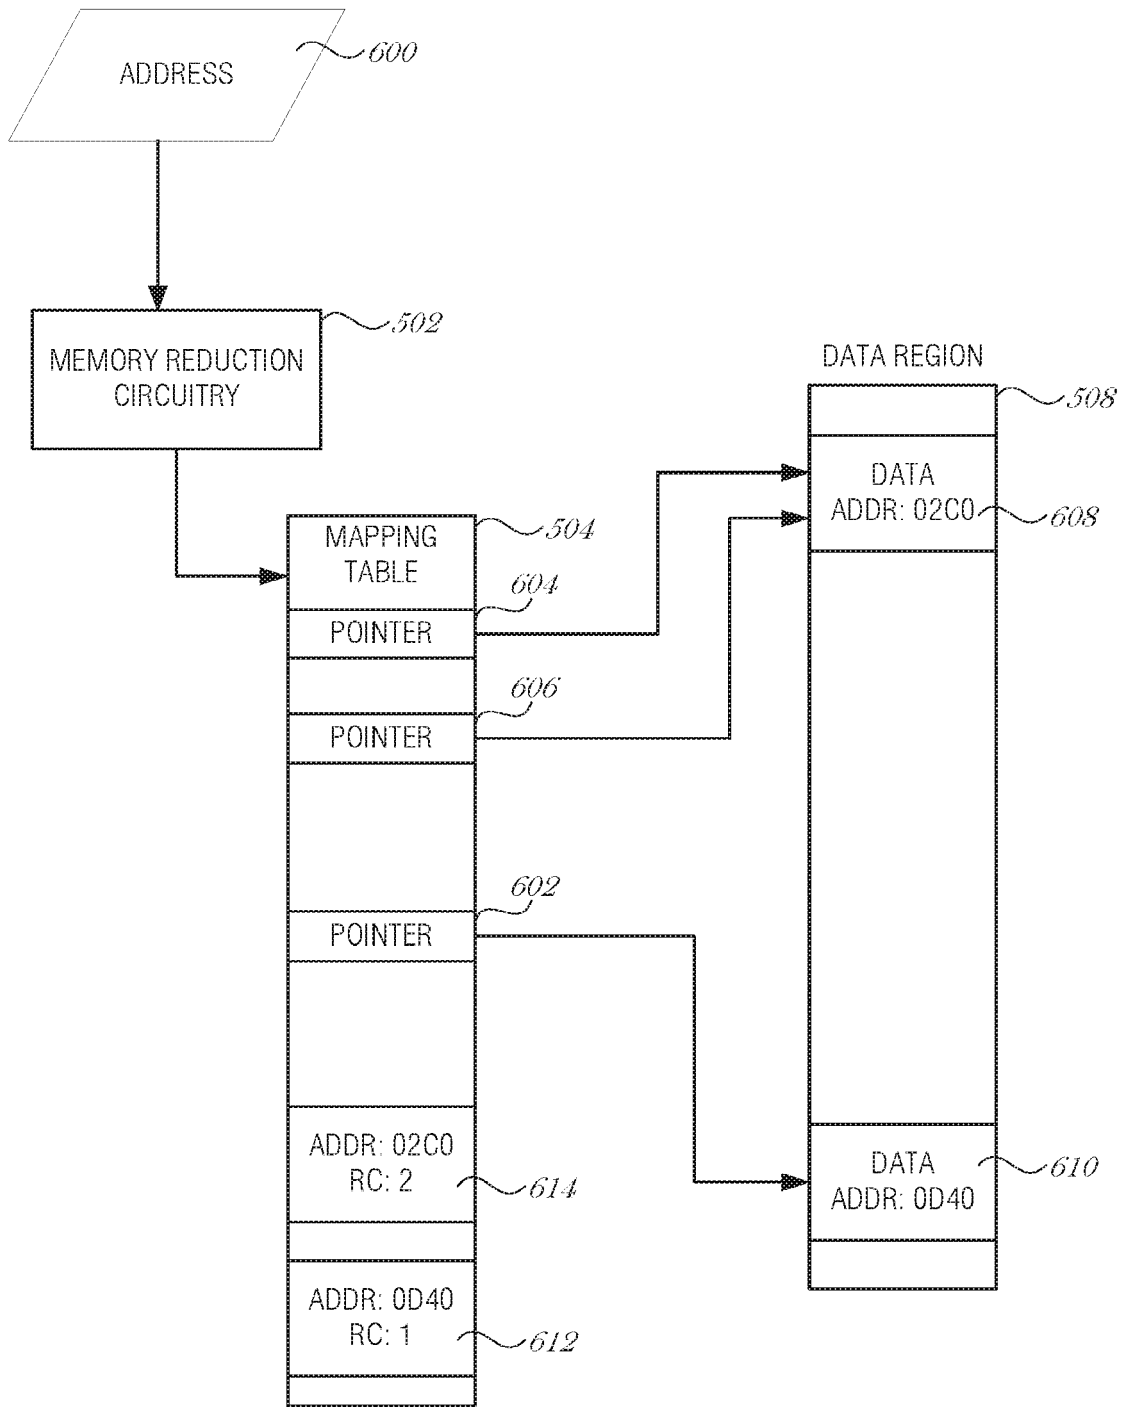 ADDRESS
600
MEMORY REDUCTION
CIRCUITRY
502
DATA REGION
508
DATA
ADDR: 02C0
608
MAPPING
TABLE
504
604
POINTER
606
POINTER
602
POINTER
ADDR: 02C0
RC: 2
614
DATA
ADDR: 0D40
610
ADDR: 0D40
RC: 1
612